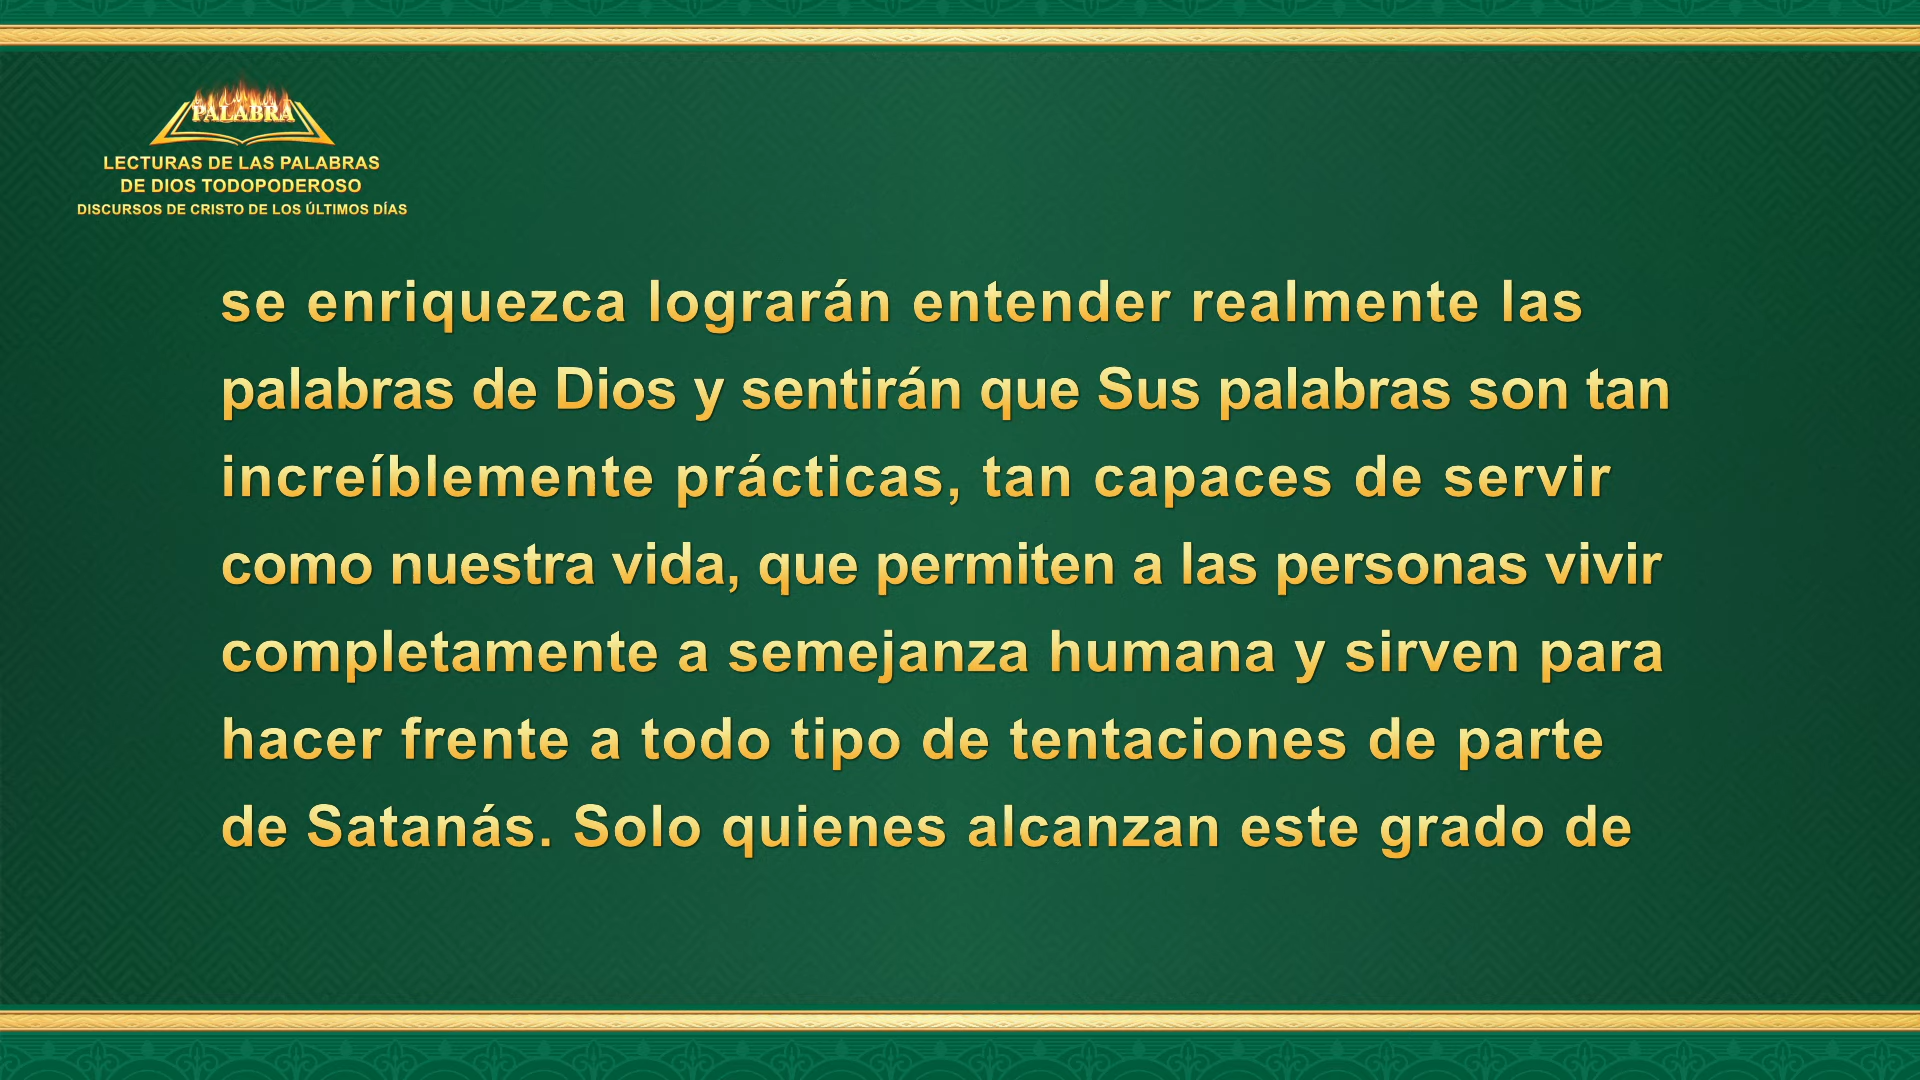 PALABRA
LECTURAS DE LAS PALABRAS
DE DIOS TODOPODEROSO
DISCURSOS DE CRISTO DE LOS ÚLTIMOS DÍAS
se enriquezca lograrán entender realmente las
palabras de Dios y sentirán que Sus palabras son tan
increíblemente prácticas, tan capaces de servir
como nuestra vida, que permiten a las personas vivir
completamente a semejanza humana y sirven para
hacer frente a todo tipo de tentaciones de parte
de Satanás. Solo quienes alcanzan este grado de